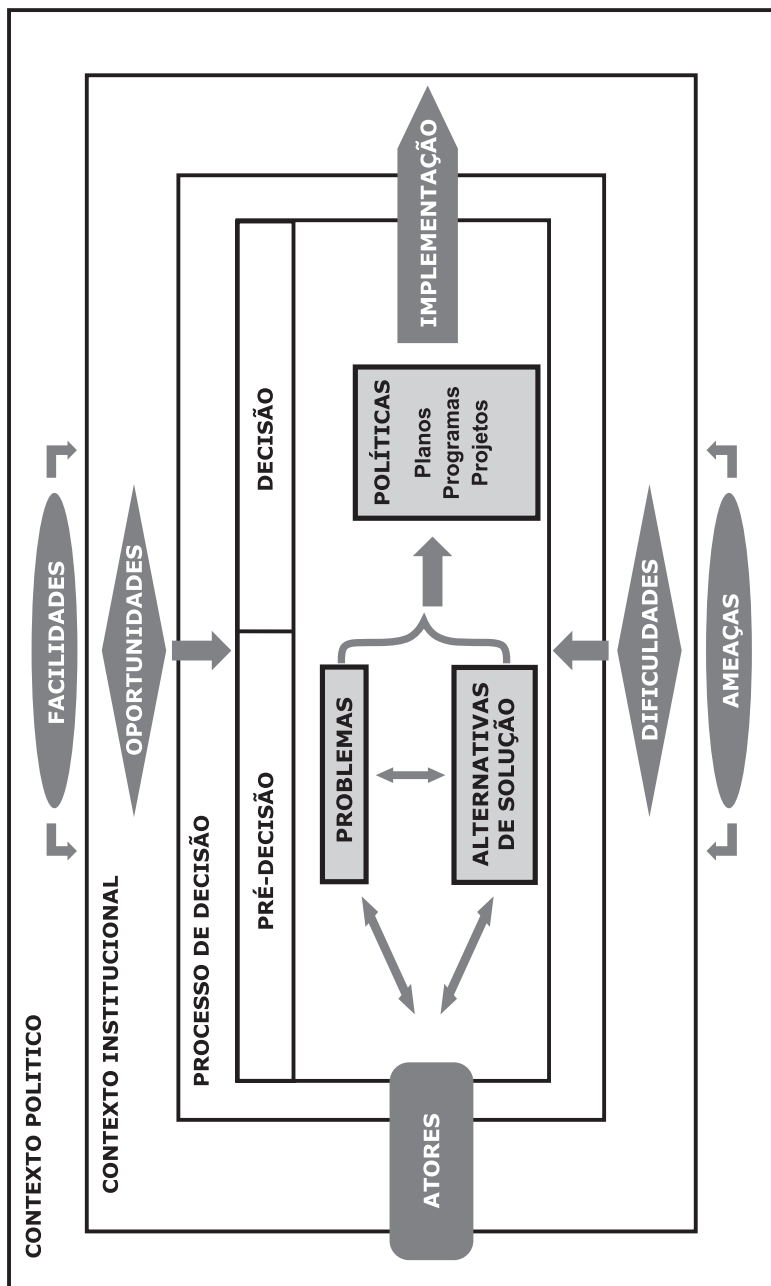 CONTEXTO POLITICO
FACILIDADES
CONTEXTO INSTITUCIONAL
OPORTUNIDADES
PROCESSO DE DECISÃO
PRÉ-DECISÃO
DECISÃO
ATORES
PROBLEMAS
ALTERNATIVAS
DE SOLUÇÃO
POLÍTICAS
Planos
Programas
Projetos
IMPLEMENTAÇÃO
DIFICULDADES
AMEAÇAS